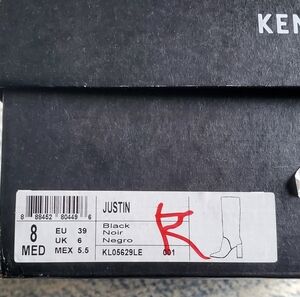 KEN
JUSTIN
8 88452 80449 6
Black
Noir
Negro
8
MED
EU 39
UK 6
MEX 5.5
KL05629LE 001
R